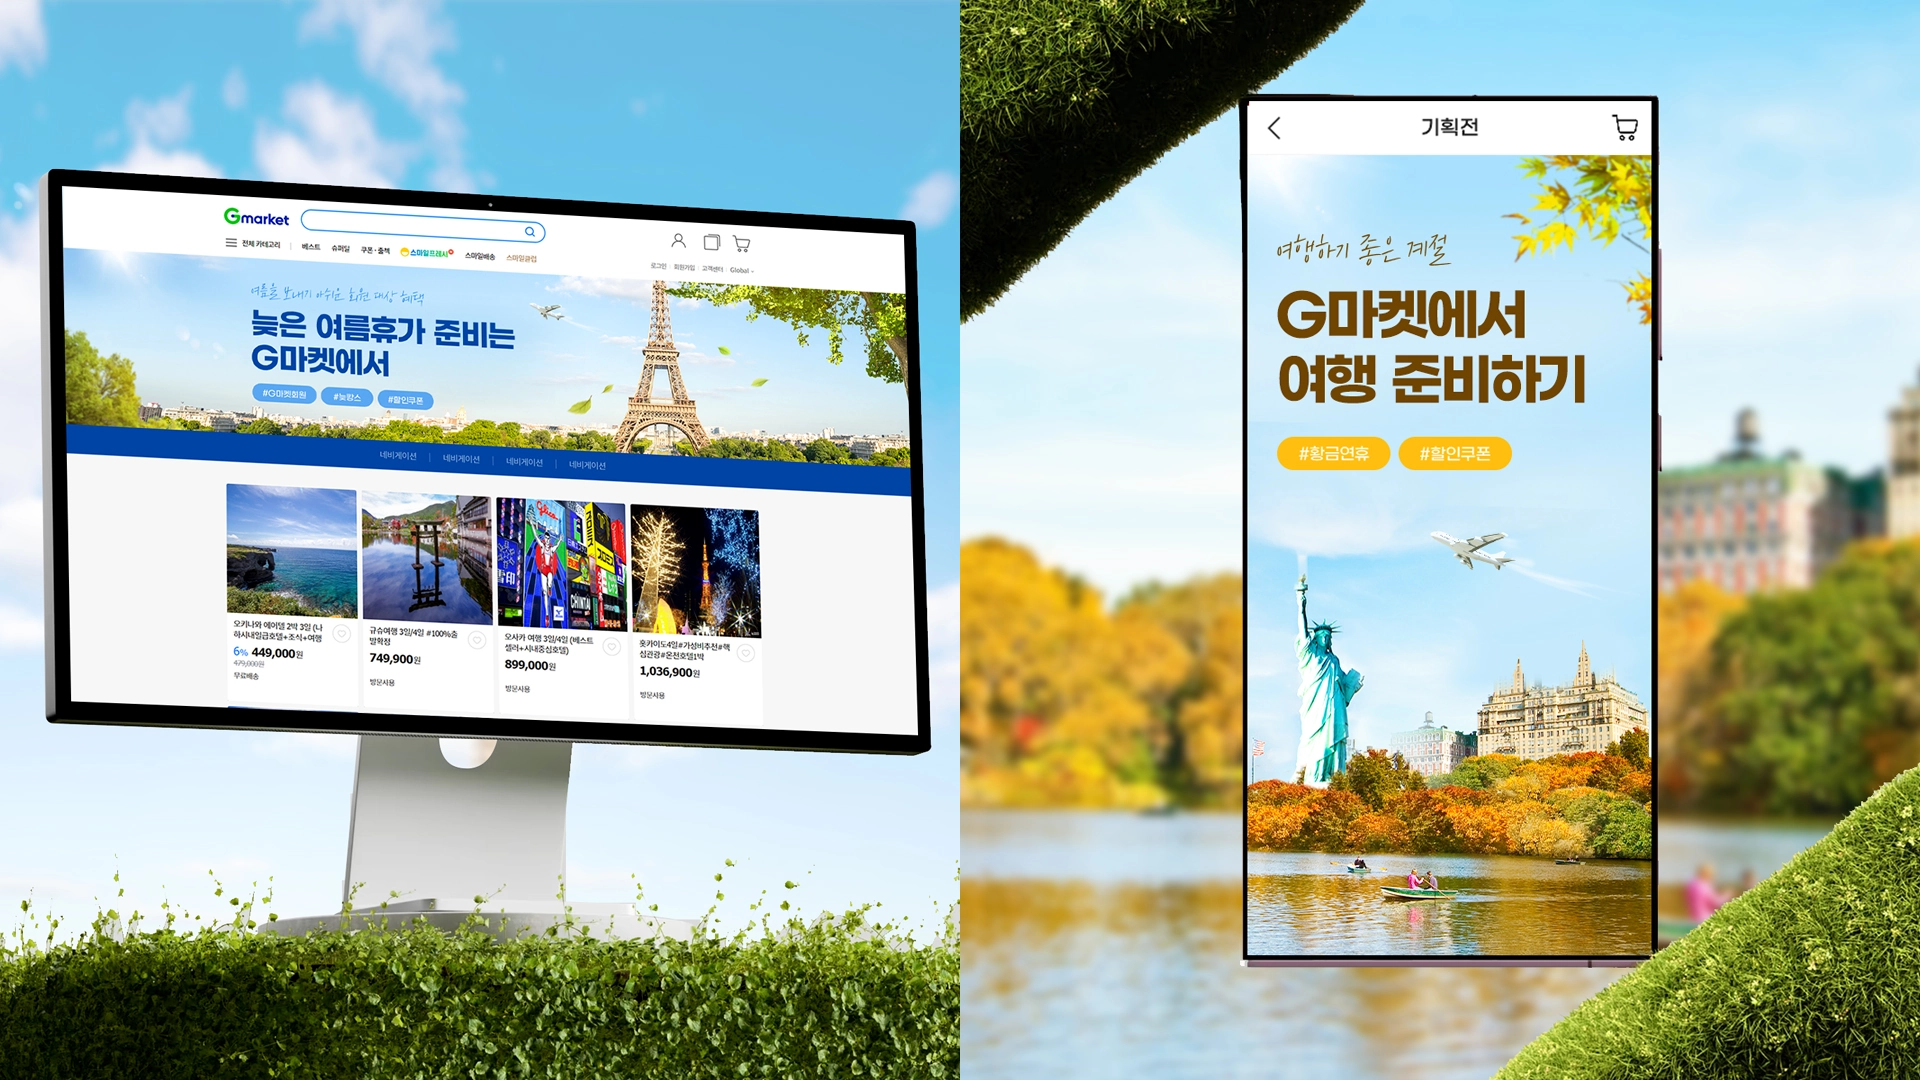 Gmarket
전체 카테고리
베스트
슈퍼딜
쿠폰·출첵
스마일프레시
스마일배송
스마일클럽
로그인
회원가입
고객센터
Global
여름을 보내기 아쉬운 회원 대상 혜택
늦은 여름휴가 준비는
G마켓에서
#G마켓회원
#늦캉스
#할인쿠폰
네비게이션
네비게이션
네비게이션
네비게이션
오키나와 에어텔 2박 3일 (나
하시내일급호텔+조식+여행
6% 449,000원
479,000원
무료배송
규슈여행 3일/4일 #100%출
발확정
749,900원
방문사용
Glico
CHINTAI
오사카 여행 3일/4일 (베스트
셀러+시내중심호텔)
899,000원
방문사용
홋카이도4일#가성비추천#핵
심관광#온천호텔1박
1,036,900원
방문사용
기획전
여행하기 좋은 계절
G마켓에서
여행 준비하기
#황금연휴
#할인쿠폰